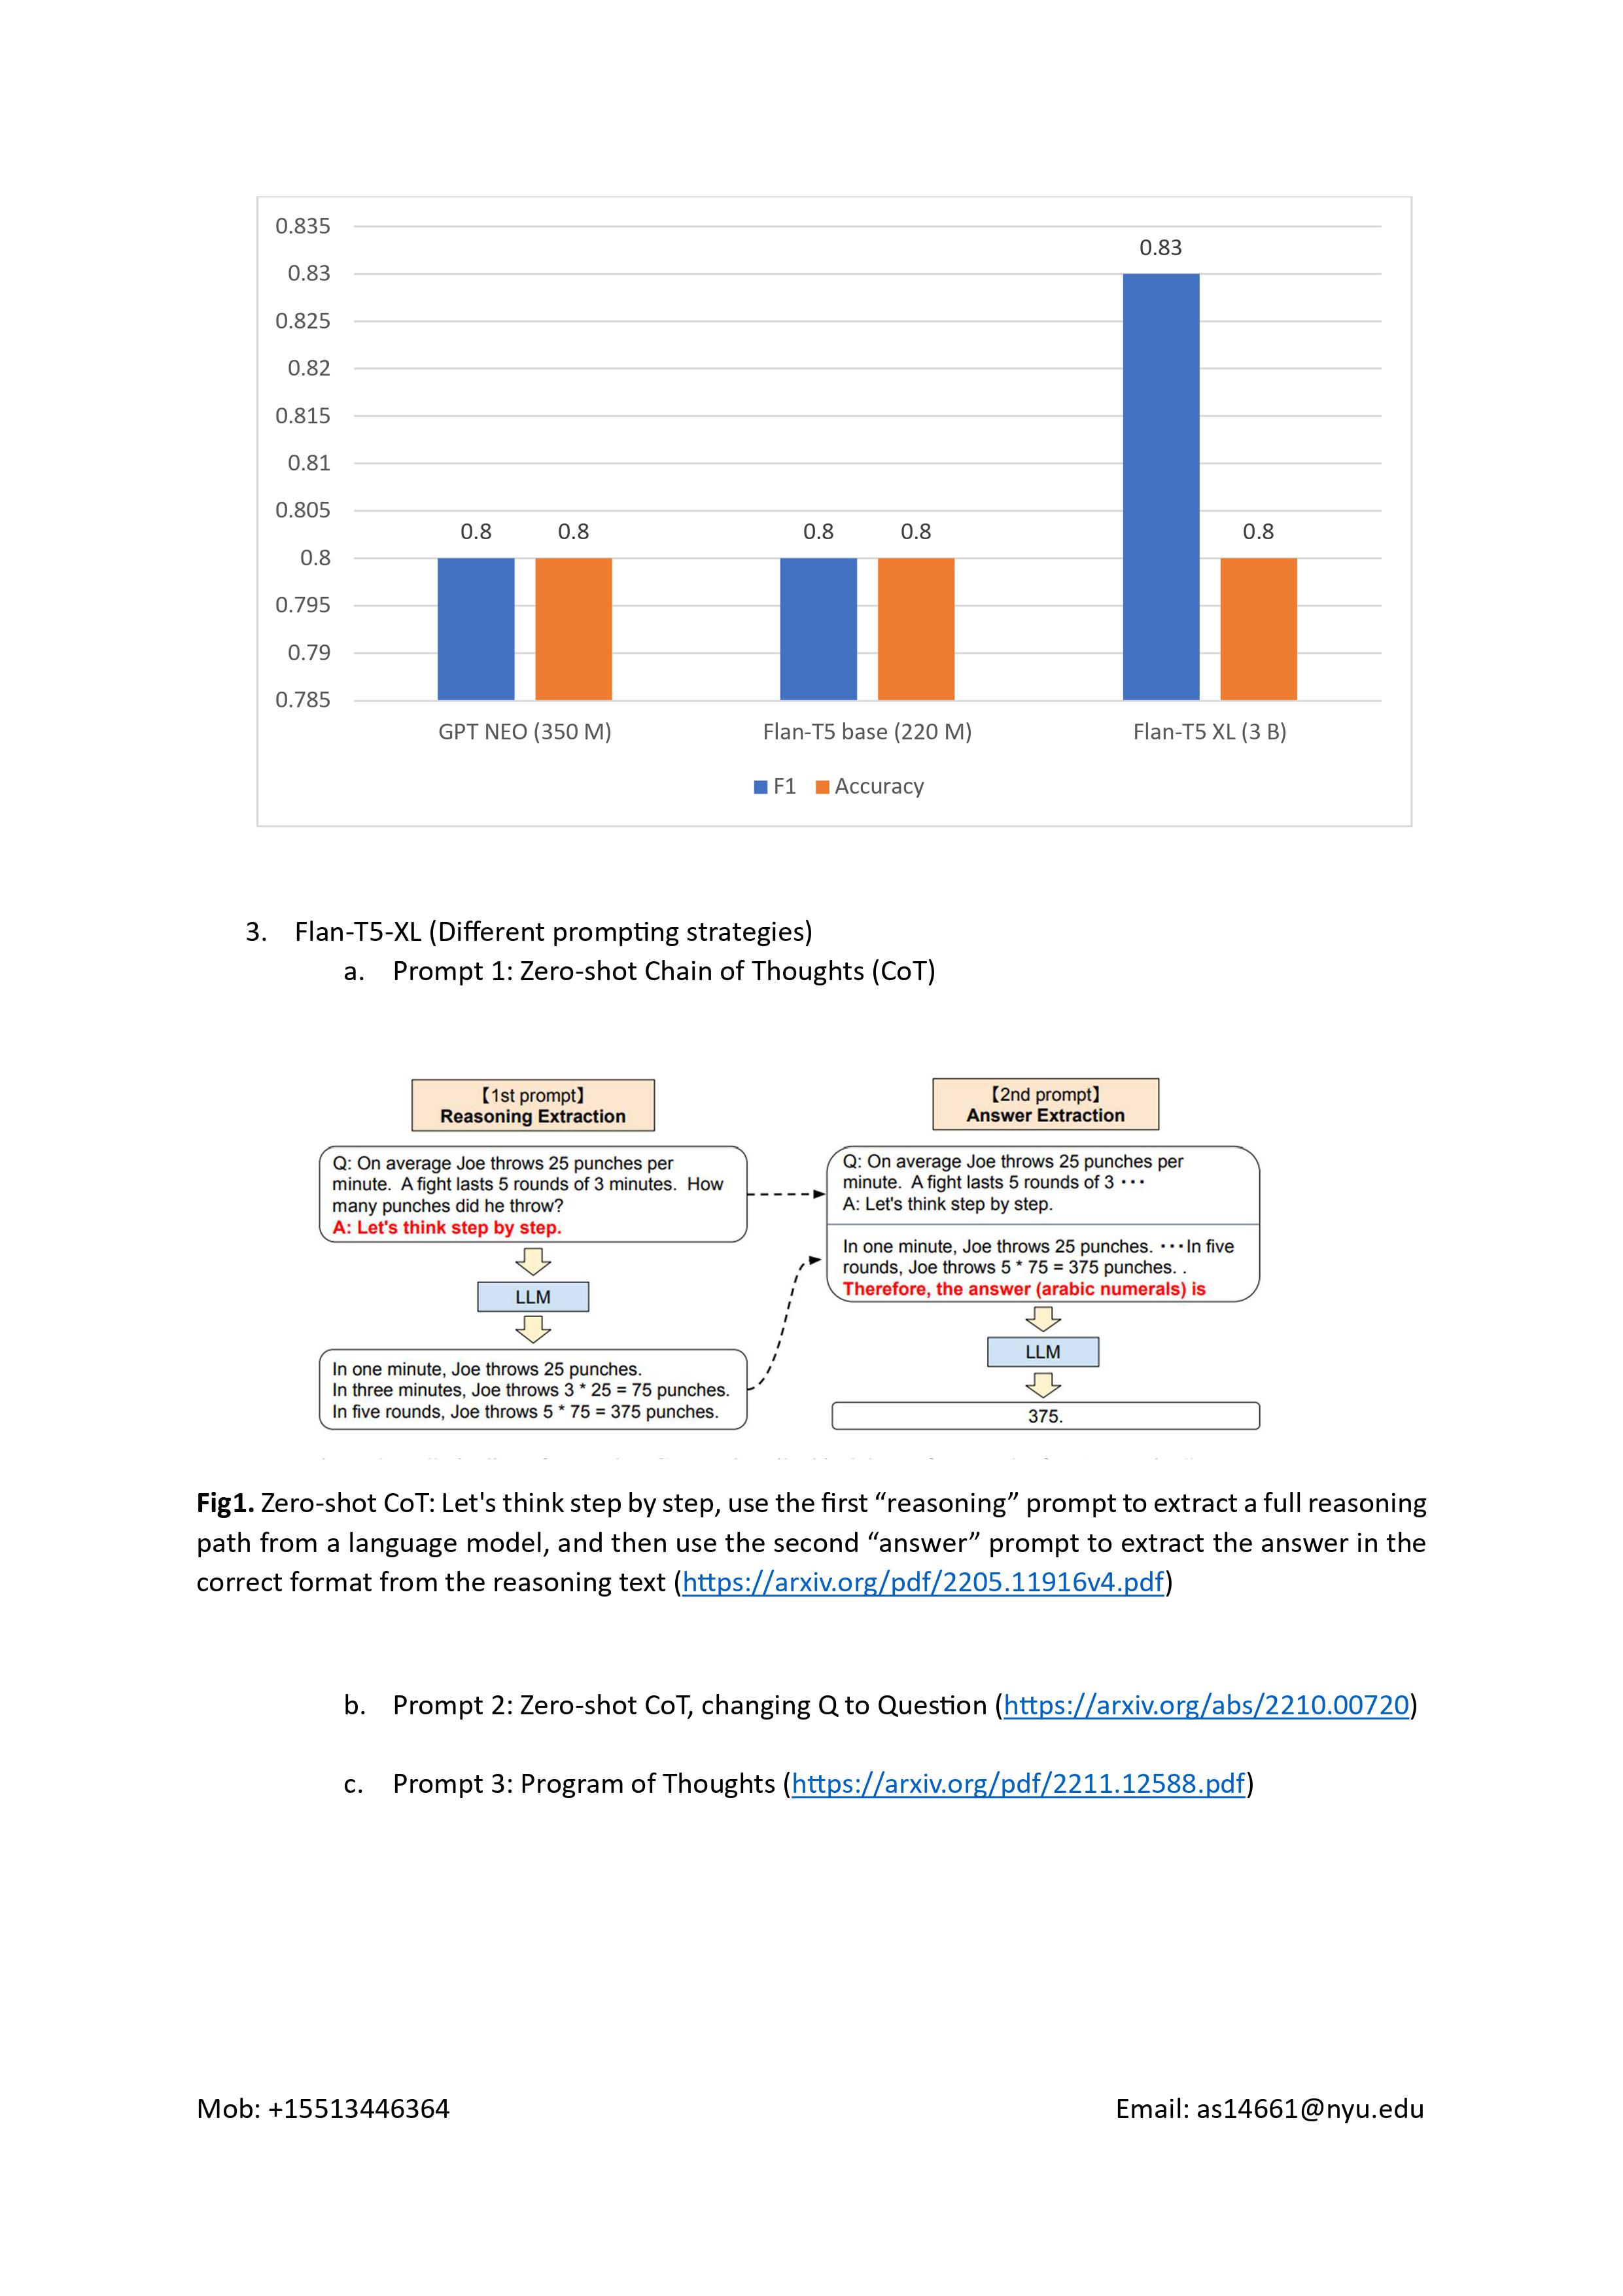 0.835
0.83
0.825
0.82
0.815
0.81
0.805
0.8
0.795
0.79
0.785
0.8
0.8
0.8
0.8
0.83
0.8
GPT NEO (350 M)
Flan-T5 base (220 M)
Flan-T5 XL (3 B)
F1 Accuracy
3. Flan-T5-XL (Different prompting strategies)
a. Prompt 1: Zero-shot Chain of Thoughts (CoT)
【1st prompt】
Reasoning Extraction
Q: On average Joe throws 25 punches per
minute. A fight lasts 5 rounds of 3 minutes. How
many punches did he throw?
A: Let's think step by step.
LLM
In one minute, Joe throws 25 punches.
In three minutes, Joe throws 3 * 25 = 75 punches.
In five rounds, Joe throws 5 * 75 = 375 punches.
【2nd prompt】
Answer Extraction
Q: On average Joe throws 25 punches per
minute. A fight lasts 5 rounds of 3 ···
A: Let's think step by step.
In one minute, Joe throws 25 punches. ···In five
rounds, Joe throws 5 * 75 = 375 punches. .
Therefore, the answer (arabic numerals) is
LLM
375.
Fig1. Zero-shot CoT: Let's think step by step, use the first “reasoning” prompt to extract a full reasoning
path from a language model, and then use the second “answer” prompt to extract the answer in the
correct format from the reasoning text (https://arxiv.org/pdf/2205.11916v4.pdf)
b. Prompt 2: Zero-shot CoT, changing Q to Question (https://arxiv.org/abs/2210.00720)
c. Prompt 3: Program of Thoughts (https://arxiv.org/pdf/2211.12588.pdf)
Mob: +15513446364 Email: as14661@nyu.edu